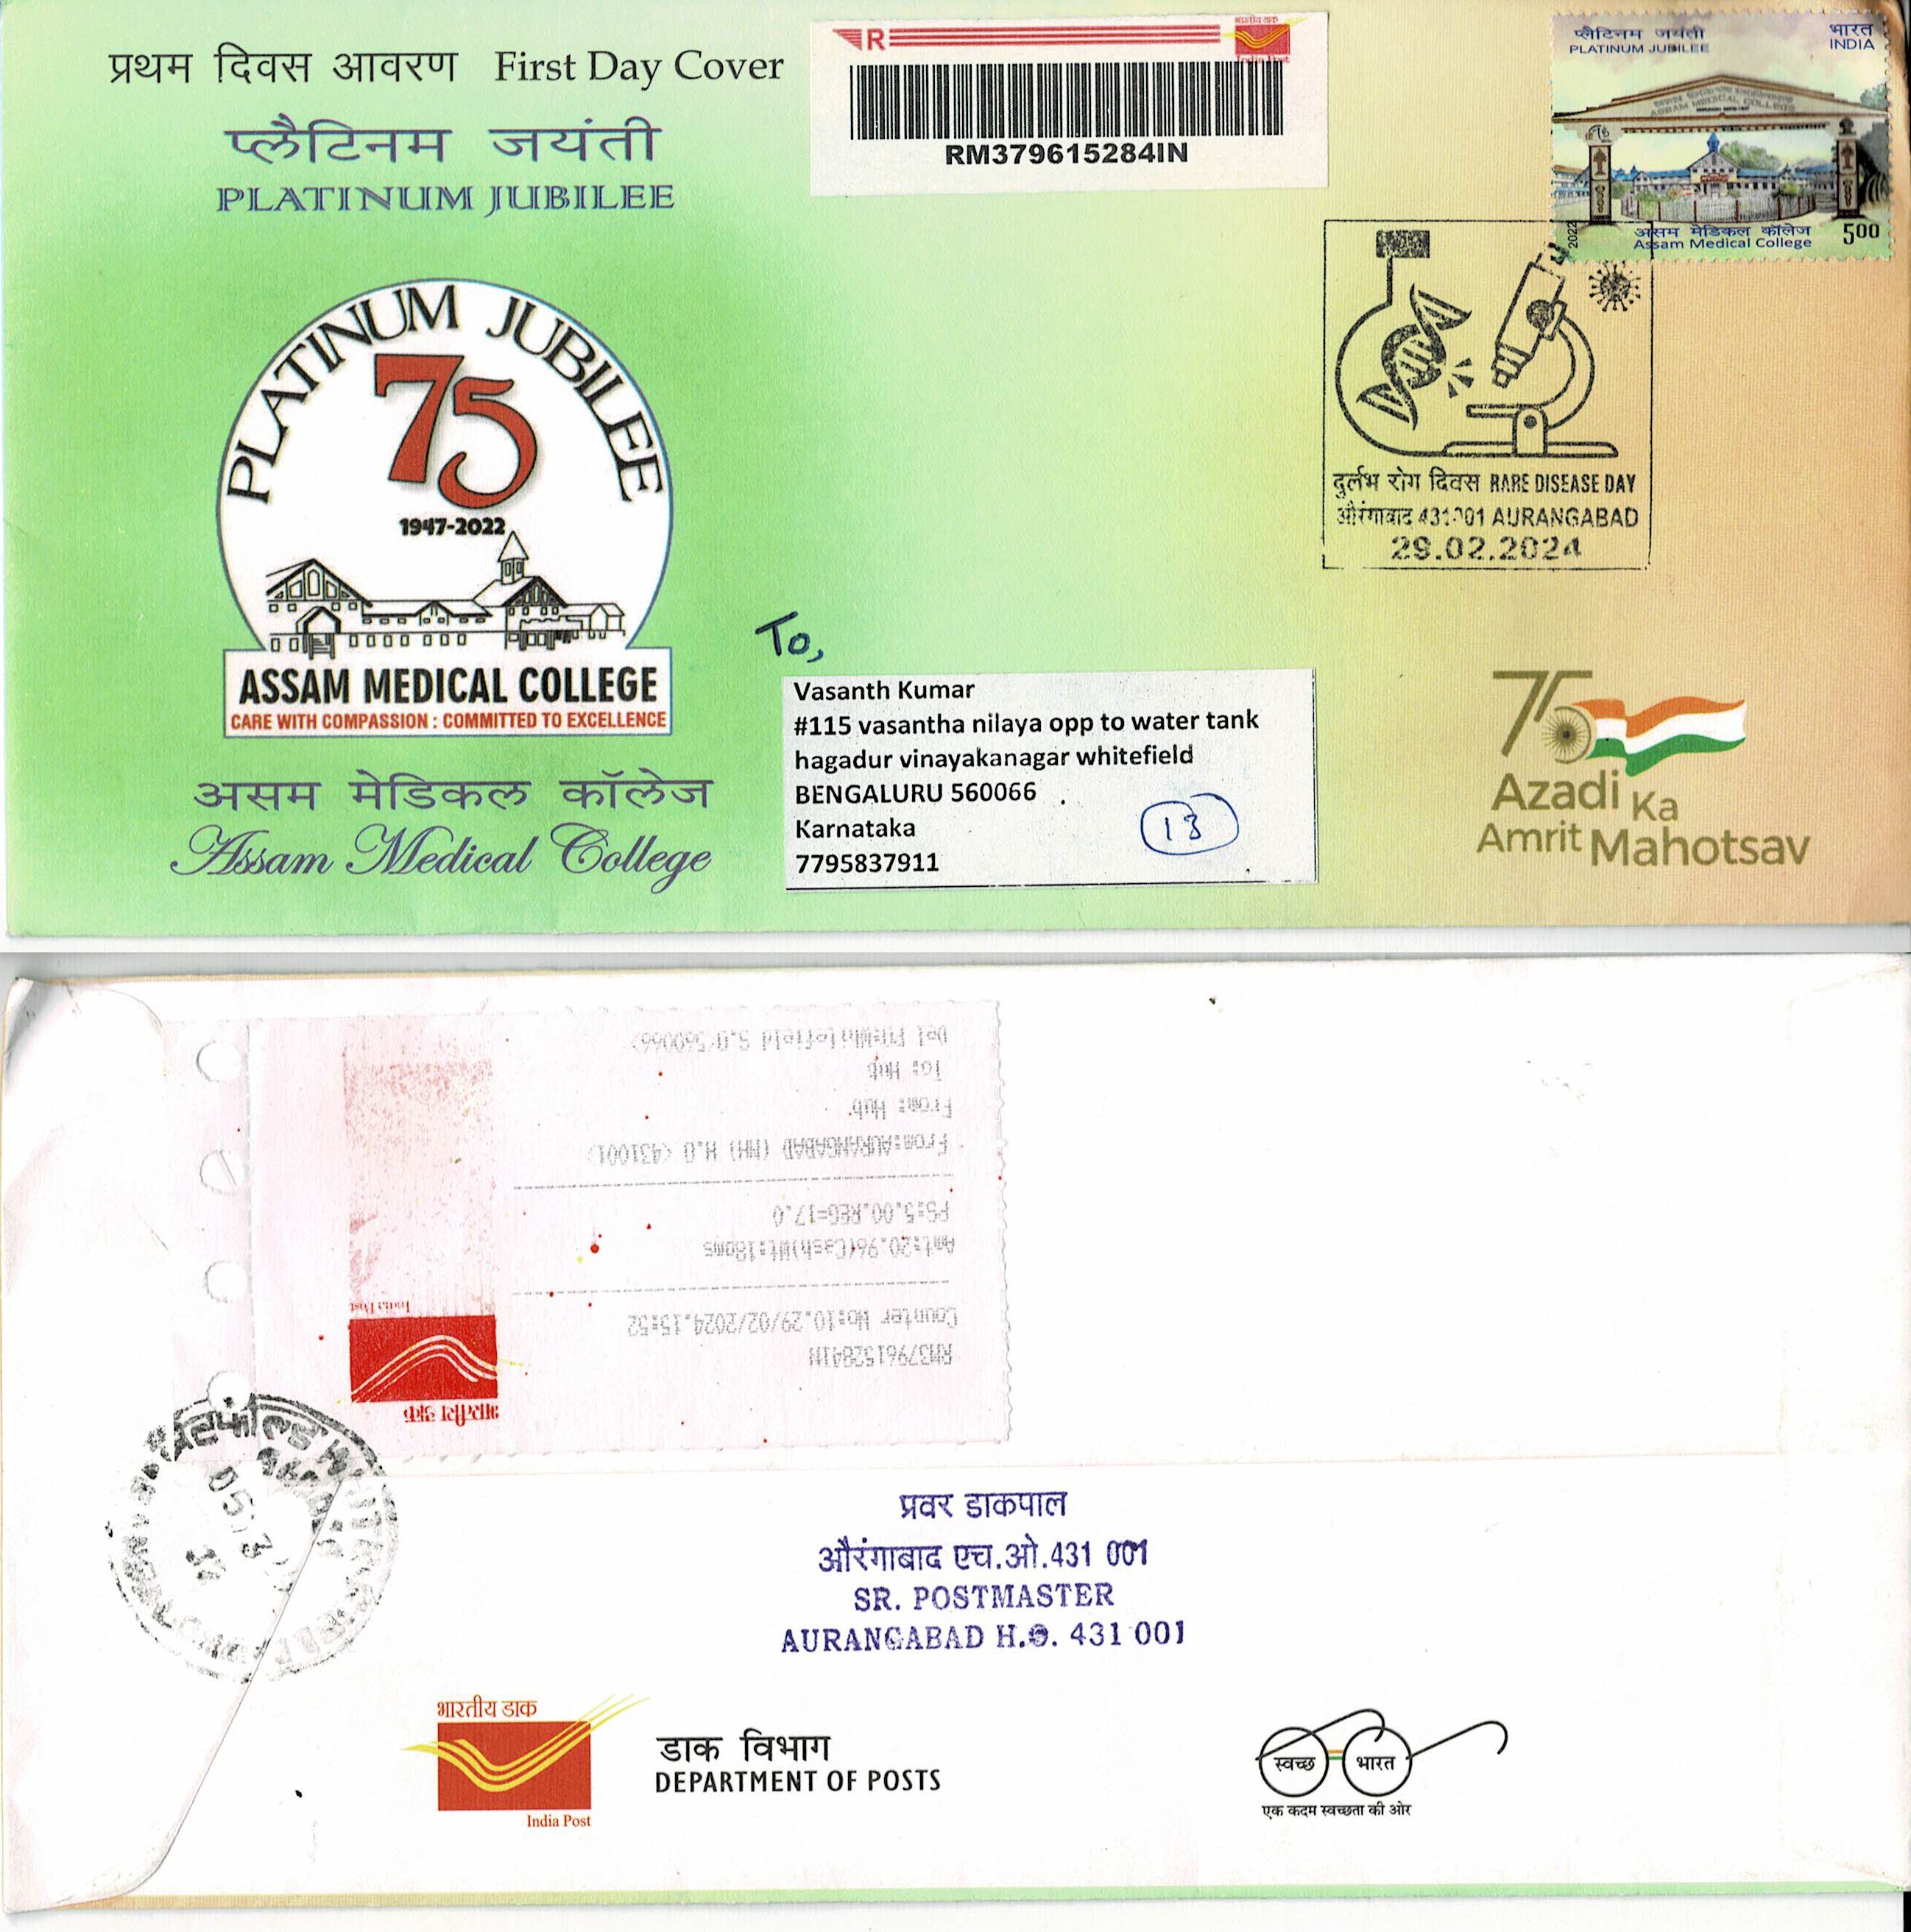 प्रथम दिवस आवरण First Day Cover
प्लैटिनम जयंती
PLATINUM JUBILEE
R
भारतीय डाक
India Post
RM379615284IN
प्लैटिनम जयंती
PLATINUM JUBILEE
भारत
INDIA
ASSAM MEDICAL COLLEGE
असम मेडिकल कॉलेज
Assam Medical College
500
2022
PLATINUM JUBILEE
75
1947-2022
ASSAM MEDICAL COLLEGE
CARE WITH COMPASSION : COMMITTED TO EXCELLENCE
असम मेडिकल कॉलेज
Assam Medical College
दुर्लभ रोग दिवस RARE DISEASE DAY
औरंगाबाद 431001 AURANGABAD
29.02.2024
To,
Vasanth Kumar
#115 vasantha nilaya opp to water tank
hagadur vinayakanagar whitefield
BENGALURU 560066
Karnataka
7795837911
13
75
Azadi Ka
Amrit Mahotsav
RM379615284IN
Counter No:10,29/02/2024,15:52
Amt:20.96(Cash)Wt:18gms
PS:5.00,REG=17.0
From:AURANGABAD (MH) H.O <431001>
From: Hub
To: Hub
Del PIN:Whitefield S.O<560066>
भारतीय डाक
India Post
प्रवर डाकपाल
औरंगाबाद एच.ओ.431 001
SR. POSTMASTER
AURANGABAD H.O. 431 001
भारतीय डाक
India Post
डाक विभाग
DEPARTMENT OF POSTS
स्वच्छ भारत
एक कदम स्वच्छता की ओर